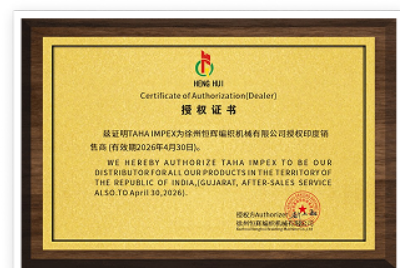 HENG HUI
Certificate of Authorization(Dealer)
授权证书
兹证明TAHA IMPEX为徐州恒辉编织机械有限公司授权印度销
售商 (有效期2026年4月30日)。
WE HEREBY AUTHORIZE TAHA IMPEX TO BE OUR
DISTRIBUTOR FOR ALL OUR PRODUCTS IN THE TERRITORY OF
THE REPUBLIC OF INDIA,(GUJARAT, AFTER-SALES SERVICE
ALSO.TO April 30,2026).
授权方Authorizer
徐州恒辉编织机械有限公司